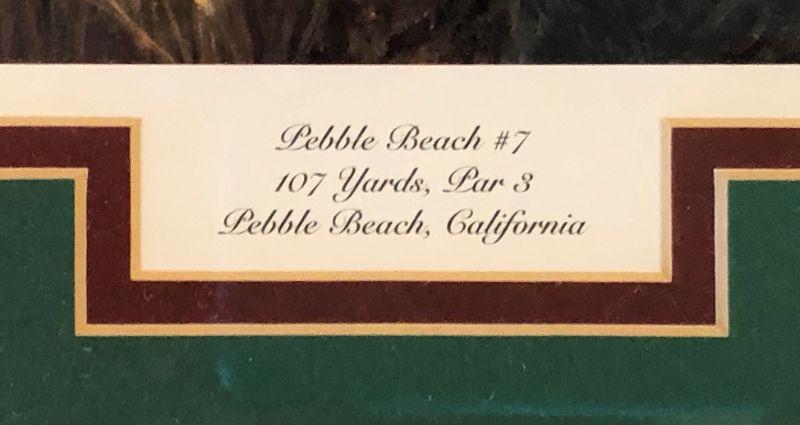 Pebble Beach #7
107 Yards, Par 3
Pebble Beach, California